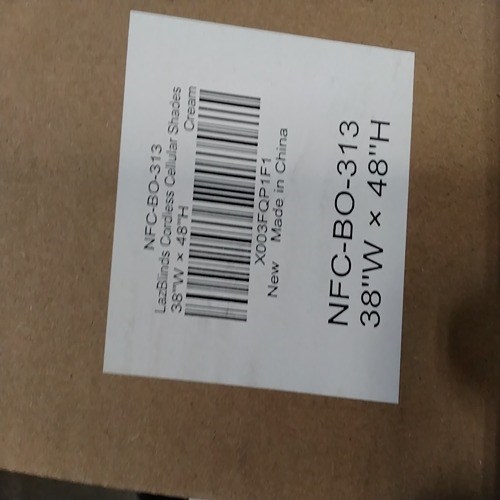 NFC-BO-313
LazBlinds Cordless Cellular Shades
38"W × 48"H Cream
X003FQP1F1
New Made in China
NFC-BO-313
38"W × 48"H